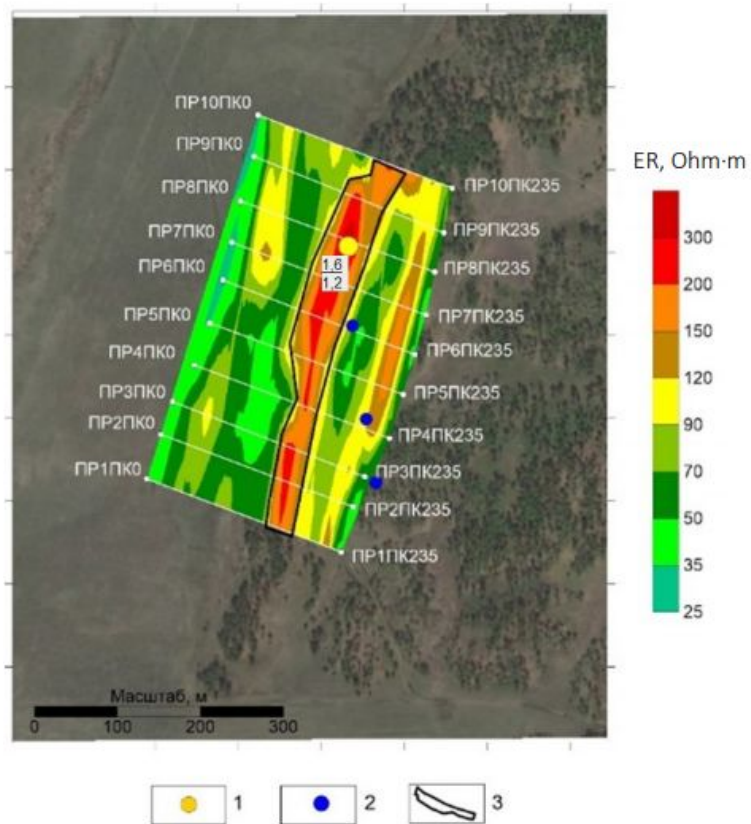 ПР10ПК0
ПР9ПК0
ПР8ПК0
ПР7ПК0
ПР6ПК0
ПР5ПК0
ПР4ПК0
ПР3ПК0
ПР2ПК0
ПР1ПК0
1,6
1,2
ПР10ПК235
ПР9ПК235
ПР8ПК235
ПР7ПК235
ПР6ПК235
ПР5ПК235
ПР4ПК235
ПР3ПК235
ПР2ПК235
ПР1ПК235
ER, Ohm·m
300
200
150
120
90
70
50
35
25
Масштаб, м
0 100 200 300
1 2 3